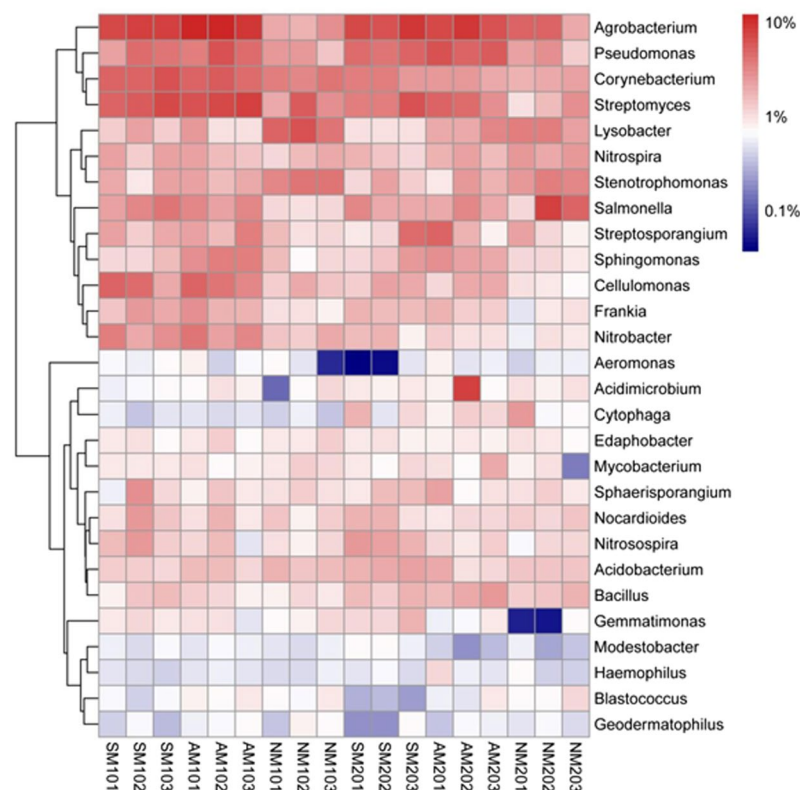 10%
1%
0.1%
Agrobacterium
Pseudomonas
Corynebacterium
Streptomyces
Lysobacter
Nitrospira
Stenotrophomonas
Salmonella
Streptosporangium
Sphingomonas
Cellulomonas
Frankia
Nitrobacter
Aeromonas
Acidimicrobium
Cytophaga
Edaphobacter
Mycobacterium
Sphaerisporangium
Nocardioides
Nitrosospira
Acidobacterium
Bacillus
Gemmatimonas
Modestobacter
Haemophilus
Blastococcus
Geodermatophilus
SM101
SM102
SM103
AM101
AM102
AM103
NM101
NM102
NM103
SM201
SM202
SM203
AM201
AM202
AM203
NM201
NM202
NM203